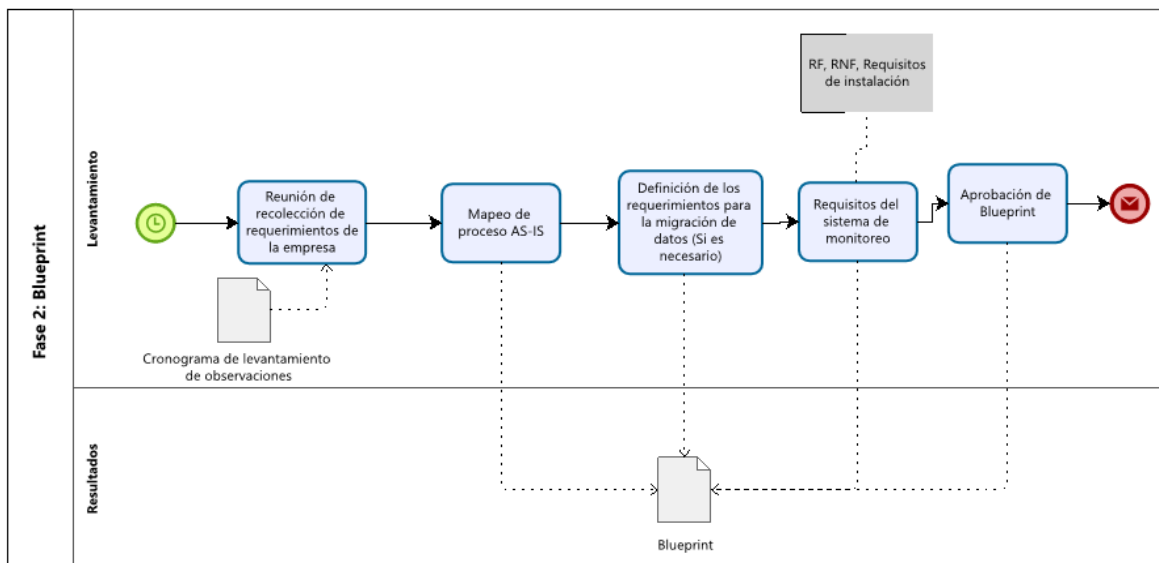 Fase 2: Blueprint
Levantamiento
RF, RNF, Requisitos
de instalación
Reunión de
recolección de
requerimientos de
la empresa
Mapeo de
proceso AS-IS
Definición de los
requerimientos para
la migración de
datos (Si es
necesario)
Requisitos del
sistema de
monitoreo
Aprobación de
Blueprint
Cronograma de levantamiento
de observaciones
Resultados
Blueprint